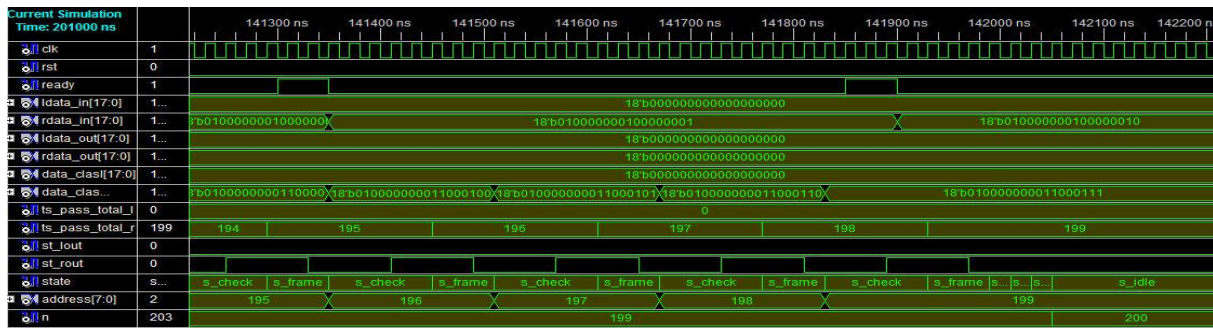 Current Simulation
Time: 201000 ns
141300 ns 141400 ns 141500 ns 141600 ns 141700 ns 141800 ns 141900 ns 142000 ns 142100 ns 142200 n
clk 1
rst 0
ready 1
ldata_in[17:0] 1... 18'b000000000000000000
rdata_in[17:0] 1... 18'b010000000100000001 18'b010000000100000010
ldata_out[17:0] 1... 18'b000000000000000000
rdata_out[17:0] 1... 18'b000000000000000000
data_clasl[17:0] 1... 18'b000000000000000000
data_clas... 1... 18'b010000000011000100 18'b010000000011000101 18'b010000000011000110 18'b010000000011000111
ts_pass_total_l 0 0
ts_pass_total_r 199 194 195 196 197 198 199
st_lout 0
st_rout 0
state s... s_check s_frame s_check s_frame s_check s_frame s_check s_frame s_check s_frame s... s... s... s_idle
address[7:0] 2 195 196 197 198 199
n 203 199 200